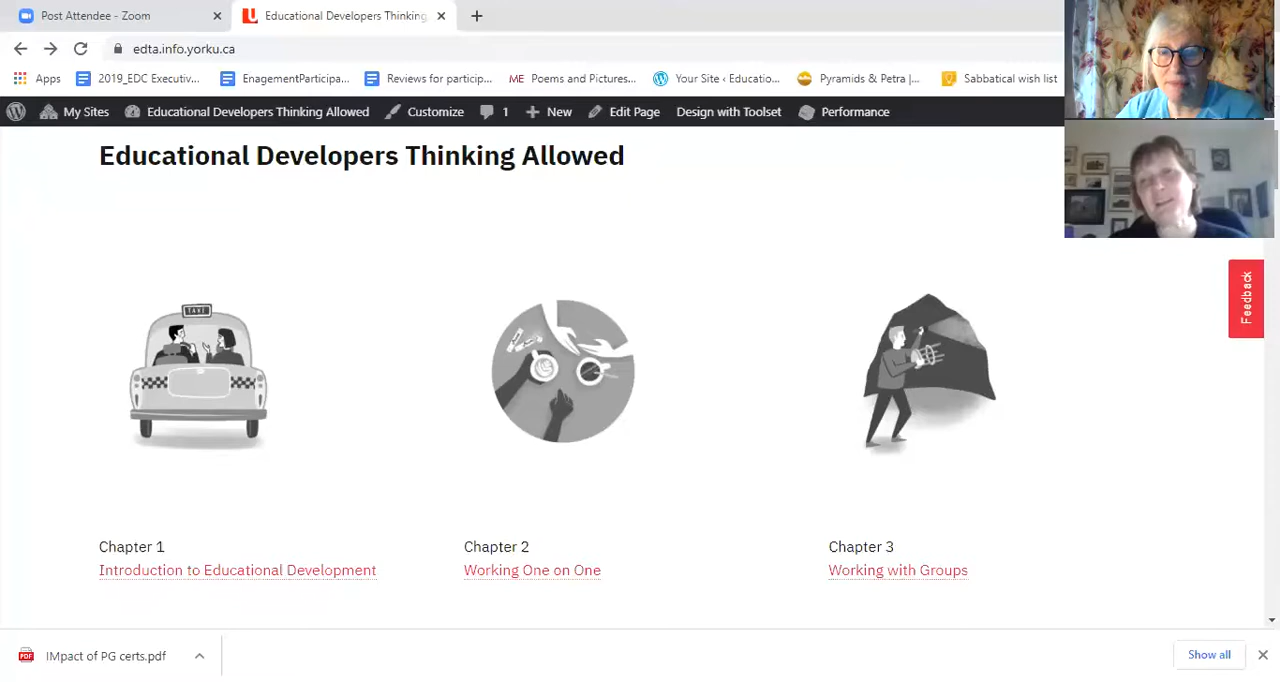 Post Attendee - Zoom
Educational Developers Thinking
edta.info.yorku.ca
Apps
2019_EDC Executiv...
EnagementParticipa...
Reviews for particip...
ME Poems and Pictures...
Your Site ‹ Educatio...
Pyramids & Petra |...
Sabbatical wish list
My Sites
Educational Developers Thinking Allowed
Customize
1
New
Edit Page
Design with Toolset
Performance
Educational Developers Thinking Allowed
TAXI
Feedback
Chapter 1
Introduction to Educational Development
Chapter 2
Working One on One
Chapter 3
Working with Groups
PDF
IMpact of PG certs.pdf
Show all